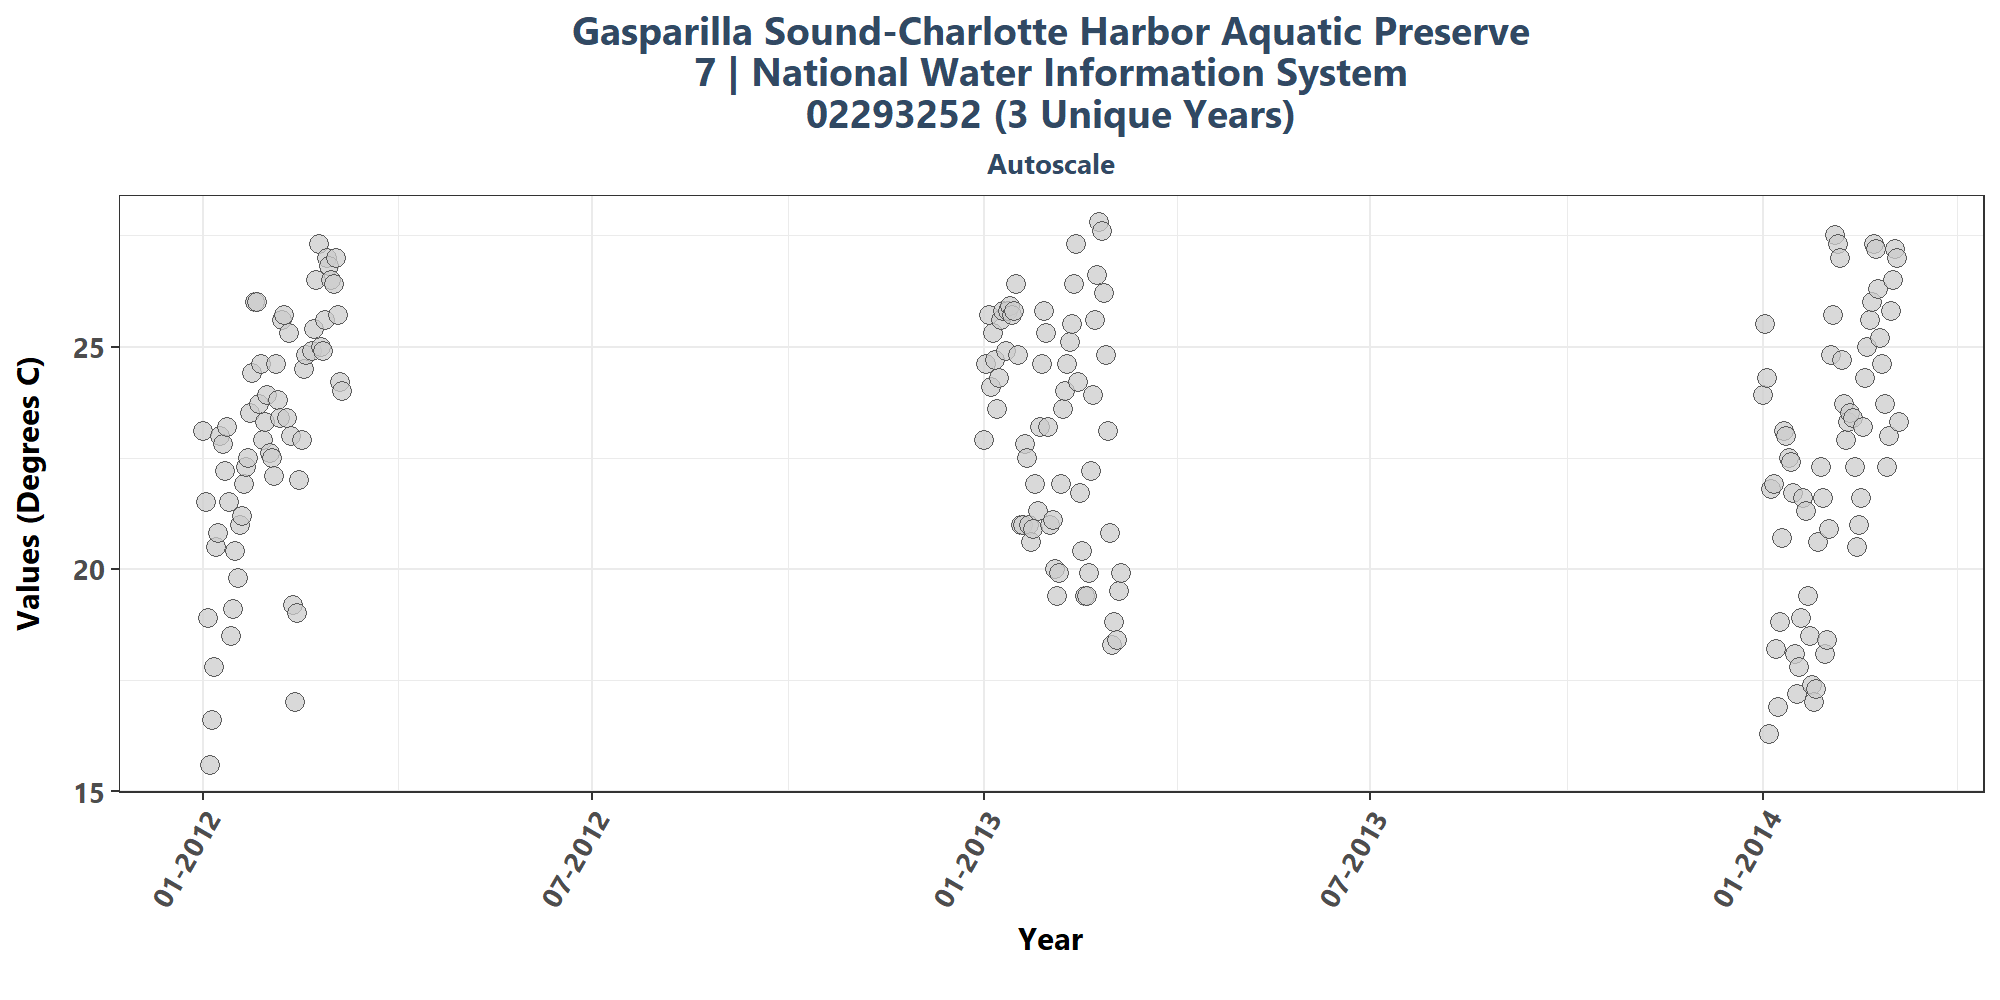 Gasparilla Sound-Charlotte Harbor Aquatic Preserve
7 | National Water Information System
02293252 (3 Unique Years)
Autoscale
Values (Degrees C)
25
20
15
01-2012
07-2012
01-2013
07-2013
01-2014
Year